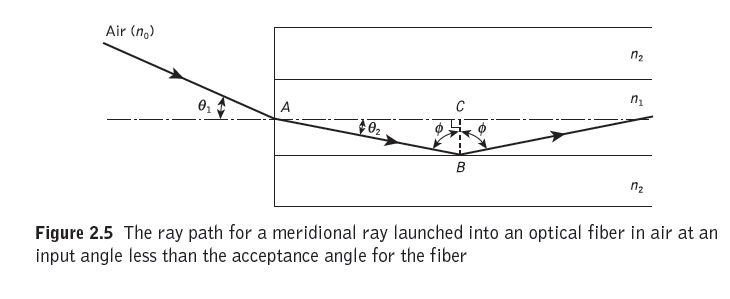 Air (n₀)
n₂
θ₁
A
C
n₁
θ₂
ϕ
ϕ
B
n₂
Figure 2.5 The ray path for a meridional ray launched into an optical fiber in air at an
input angle less than the acceptance angle for the fiber